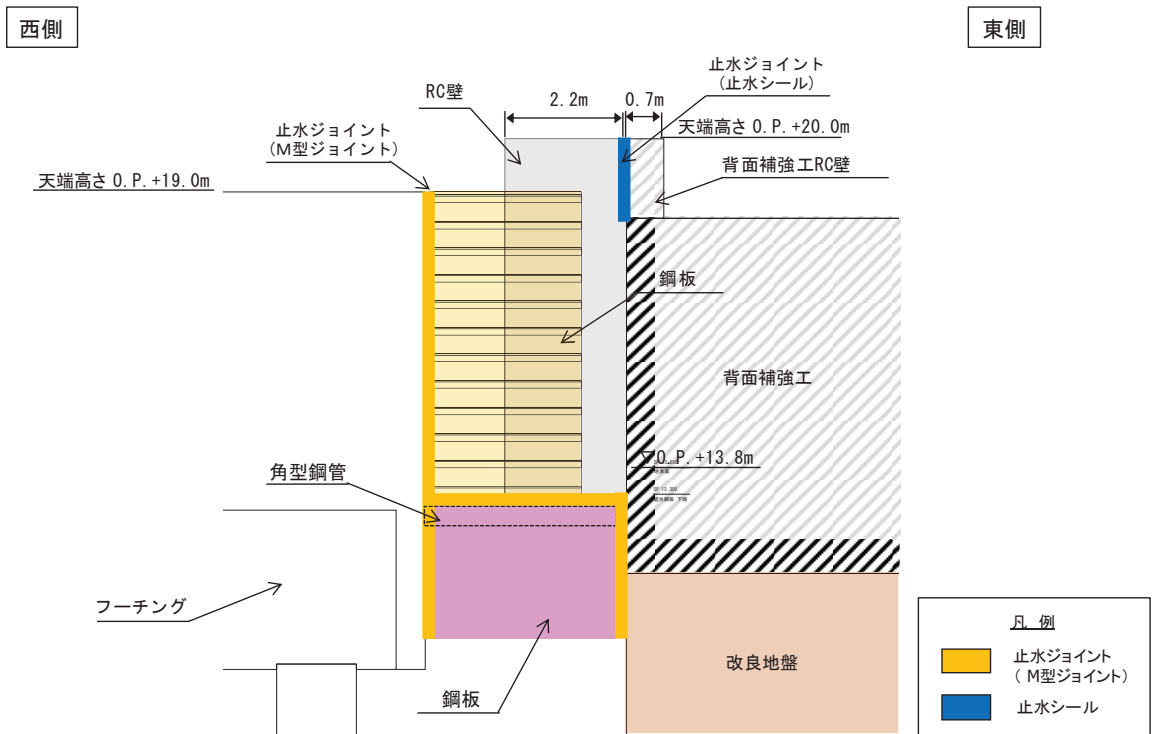 西側
東側
止水ジョイント
(止水シール)
RC壁
2.2m
0.7m
天端高さ O.P.+20.0m
止水ジョイント
(M型ジョイント)
背面補強工RC壁
天端高さ O.P.+19.0m
鋼板
背面補強工
▽O.P.+13.8m
角型鋼管
フーチング
鋼板
改良地盤
凡 例
止水ジョイント
( M型ジョイント)
止水シール